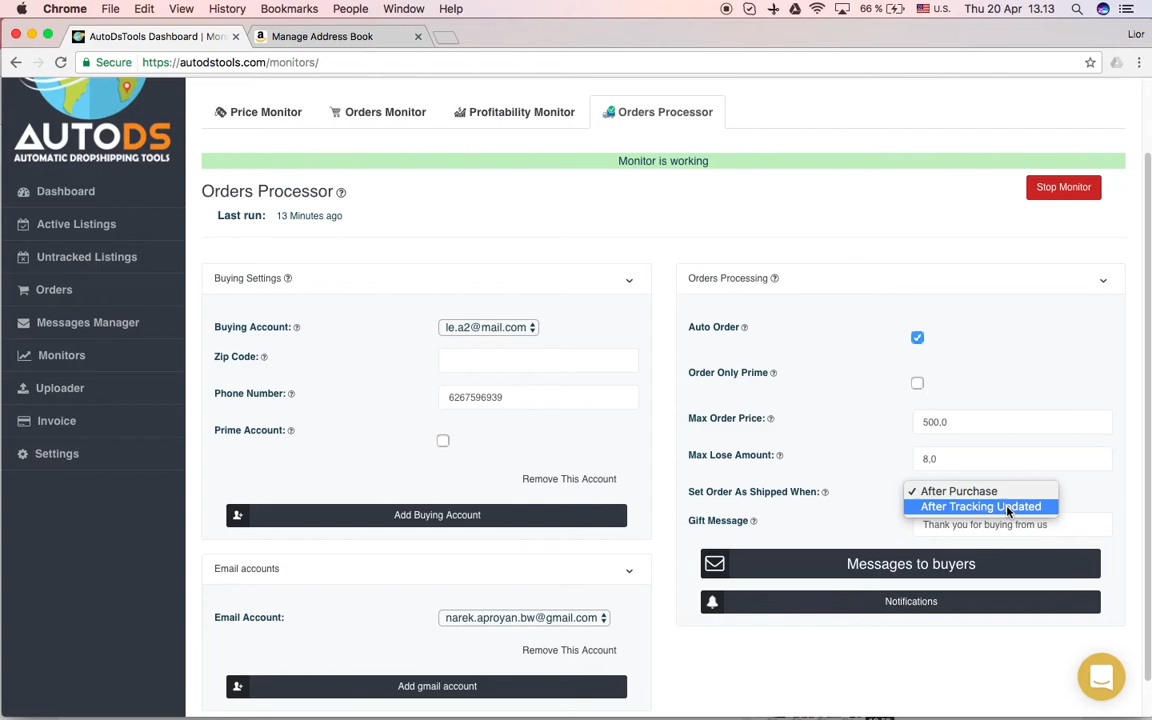 Chrome File Edit View History Bookmarks People Window Help 66 % U.S. Thu 20 Apr 13.13
AutoDsTools Dashboard | Mon Manage Address Book Lior
Secure https://autodstools.com/monitors/
AUTODS
AUTOMATIC DROPSHIPPING TOOLS
Dashboard
Active Listings
Untracked Listings
Orders
Messages Manager
Monitors
Uploader
Invoice
Settings
Price Monitor Orders Monitor Profitability Monitor Orders Processor
Monitor is working
Orders Processor
Stop Monitor
Last run: 13 Minutes ago
Buying Settings
Buying Account: le.a2@mail.com
Zip Code:
Phone Number: 6267596939
Prime Account:
Remove This Account
Add Buying Account
Email accounts
Email Account: narek.aproyan.bw@gmail.com
Remove This Account
Add gmail account
Orders Processing
Auto Order
Order Only Prime
Max Order Price: 500,0
Max Lose Amount: 8,0
Set Order As Shipped When: ✓ After Purchase
After Tracking Updated
Gift Message Thank you for buying from us
Messages to buyers
Notifications